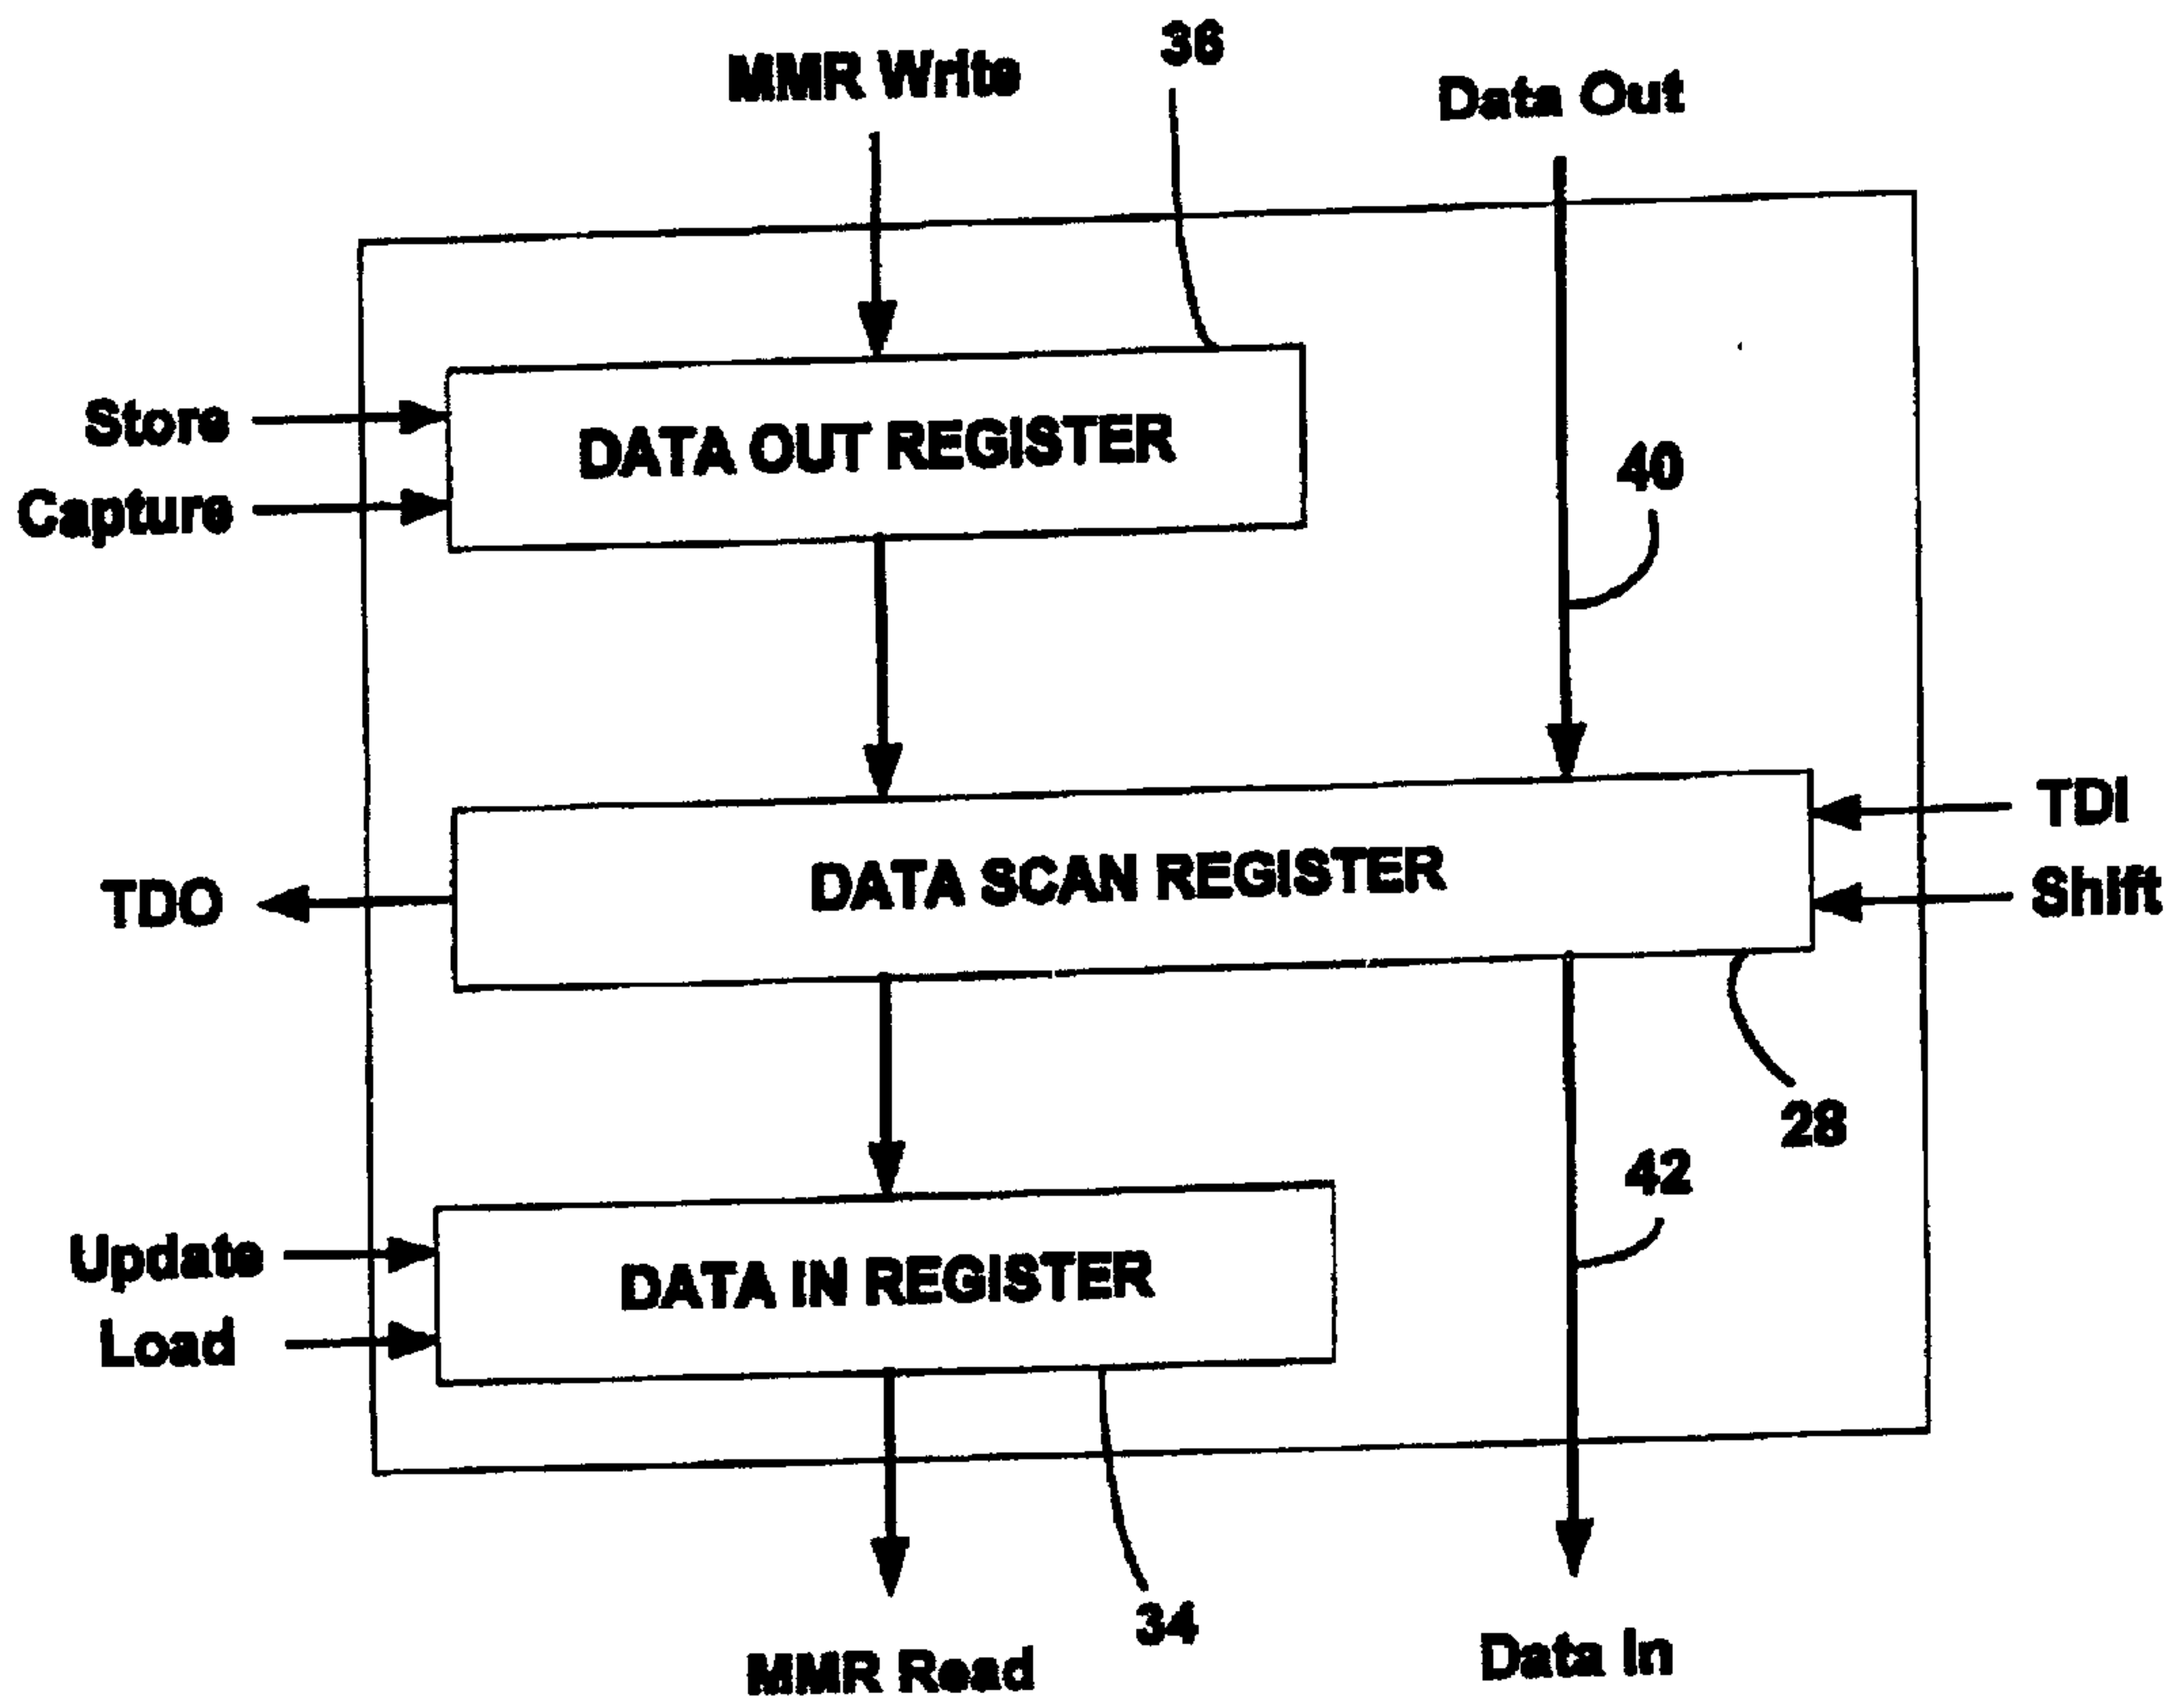 36
MMR Write
Data Out
Store
DATA OUT REGISTER
40
Capture
TDI
DATA SCAN REGISTER
TDO
Shift
28
42
Update
DATA IN REGISTER
Load
34
MMR Read
Data In